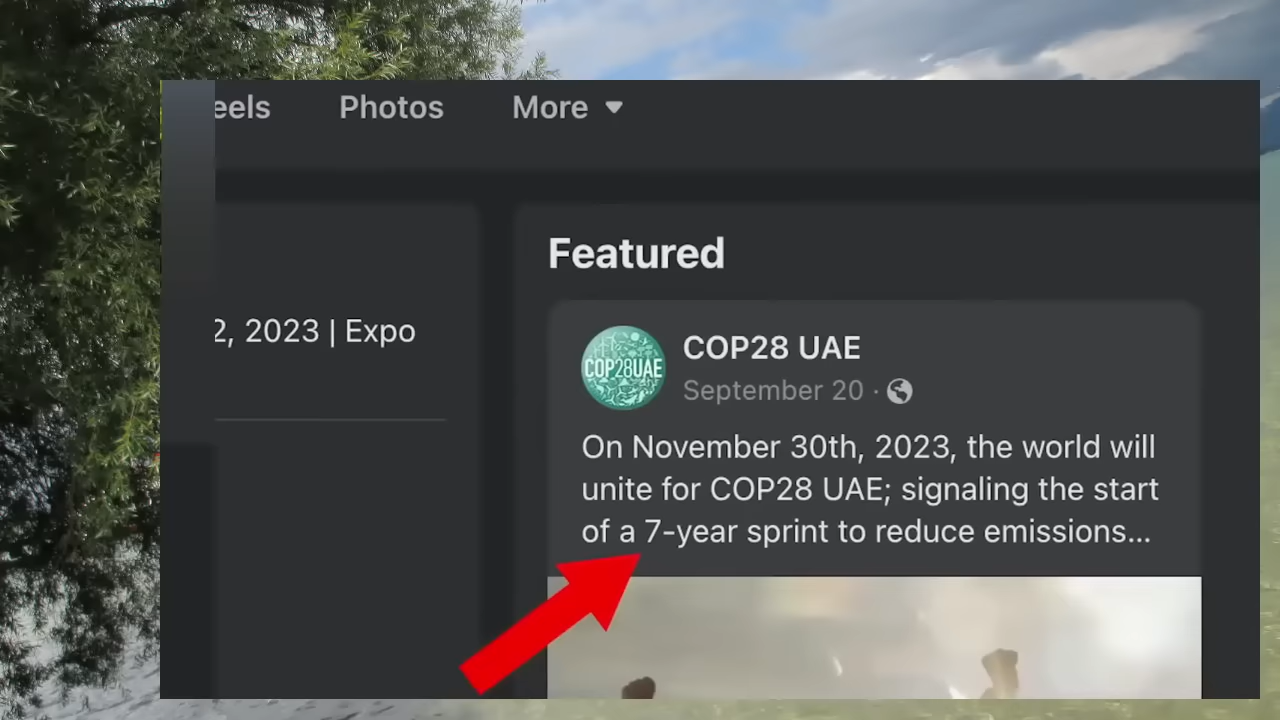 eels Photos More
Featured
2, 2023 | Expo
COP28UAE
COP28 UAE
September 20 ·
On November 30th, 2023, the world will
unite for COP28 UAE; signaling the start
of a 7-year sprint to reduce emissions...